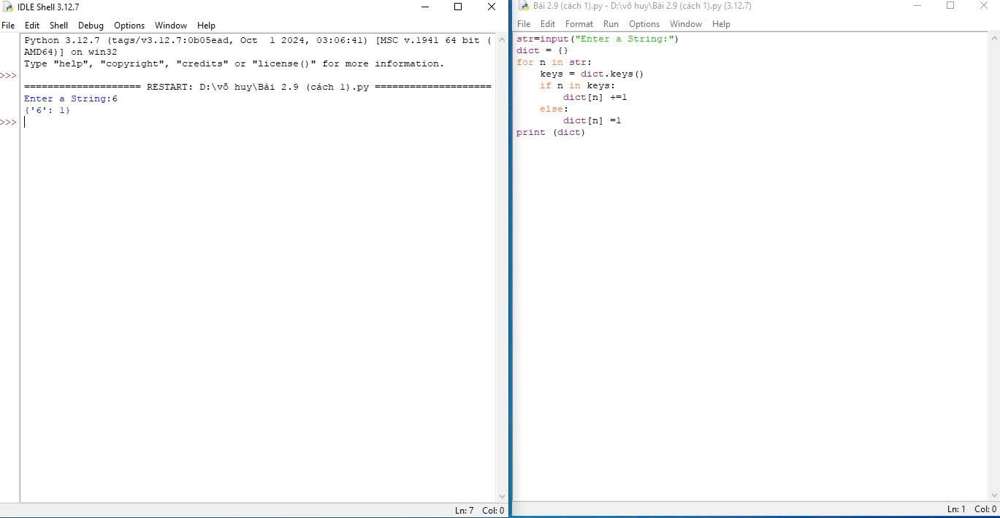 IDLE Shell 3.12.7
File Edit Shell Debug Options Window Help
Python 3.12.7 (tags/v3.12.7:0b05ead, Oct  1 2024, 03:06:41) [MSC v.1941 64 bit (
AMD64)] on win32
Type "help", "copyright", "credits" or "license()" for more information.
>>>
==================== RESTART: D:\võ huy\Bài 2.9 (cách 1).py ====================
Enter a String:6
{'6': 1}
>>>
Ln: 7 Col: 0
Bài 2.9 (cách 1).py - D:\võ huy\Bài 2.9 (cách 1).py (3.12.7)
File Edit Format Run Options Window Help
str=input("Enter a String:")
dict = {}
for n in str:
    keys = dict.keys()
    if n in keys:
        dict[n] +=1
    else:
        dict[n] =1
print (dict)
Ln: 1 Col: 0